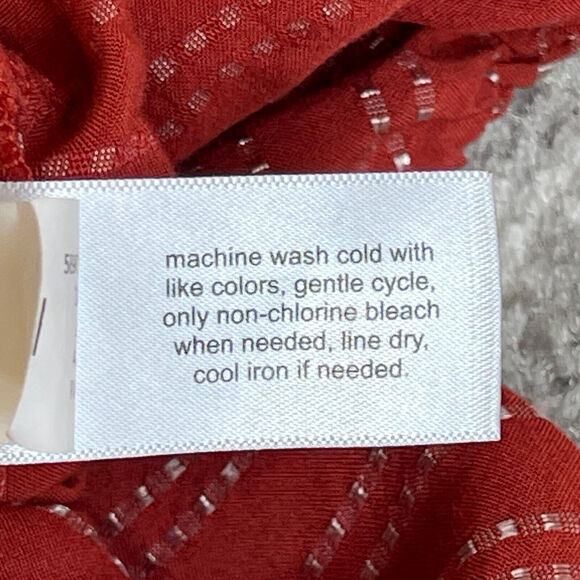 machine wash cold with
like colors, gentle cycle,
only non-chlorine bleach
when needed, line dry,
cool iron if needed.